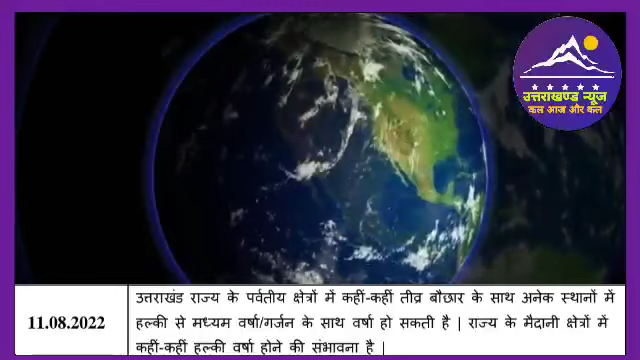 उत्तराखण्ड न्यूज
कल आज और कल
11.08.2022
उत्तराखंड राज्य के पर्वतीय क्षेत्रों में कहीं-कहीं तीव्र बौछार के साथ अनेक स्थानों में
हल्की से मध्यम वर्षा/गर्जन के साथ वर्षा हो सकती है | राज्य के मैदानी क्षेत्रों में
कहीं-कहीं हल्की वर्षा होने की संभावना है |